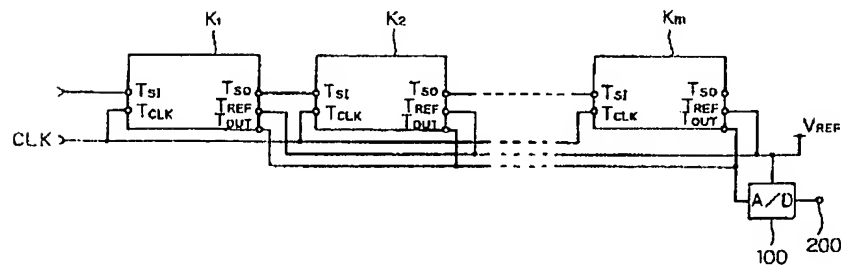 K1
K2
Km
TSI
TCLK
TSO
TREF
TOUT
TSI
TCLK
TSO
TREF
TOUT
TSI
TCLK
TSO
TREF
TOUT
CLK
VREF
A/D
100
200